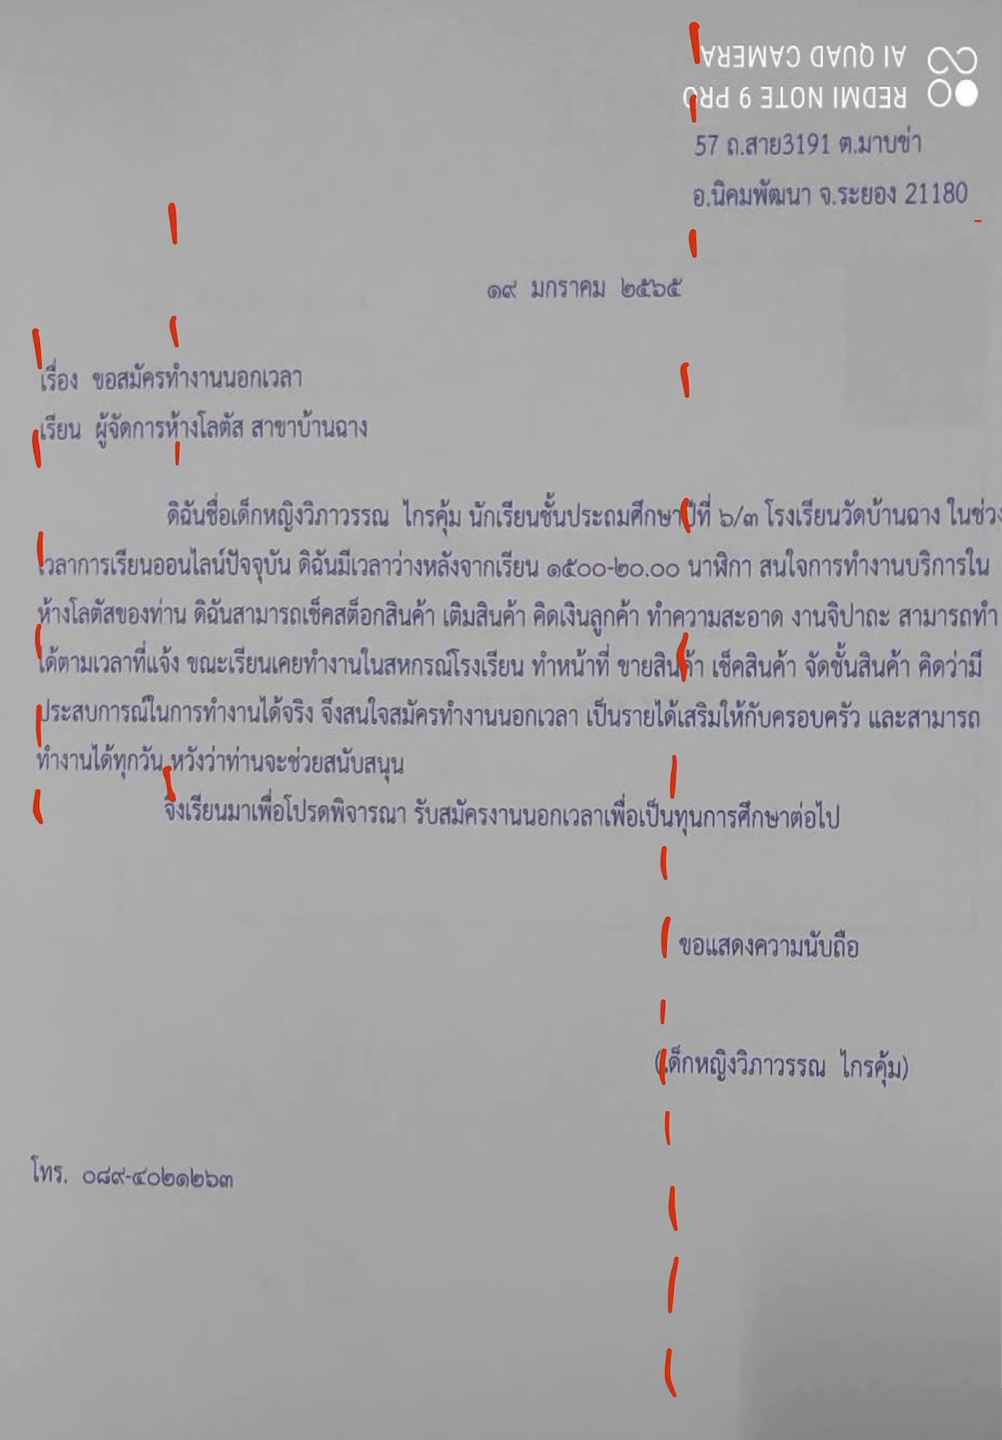 REDMI NOTE 9 PRO
AI QUAD CAMERA
57 ถ.สาย3191 ต.มาบข่า
อ.นิคมพัฒนา จ.ระยอง 21180
๑๙ มกราคม ๒๕๖๕
เรื่อง ขอสมัครทำงานนอกเวลา
เรียน ผู้จัดการห้างโลตัส สาขาบ้านฉาง
ดิฉันชื่อเด็กหญิงวิภาวรรณ ไกรคุ้ม นักเรียนชั้นประถมศึกษาปีที่ ๖/๓ โรงเรียนวัดบ้านฉาง ในช่วง
เวลาการเรียนออนไลน์ปัจจุบัน ดิฉันมีเวลาว่างหลังจากเรียน ๑๕๐๐-๒๐.๐๐ นาฬิกา สนใจการทำงานบริการใน
ห้างโลตัสของท่าน ดิฉันสามารถเช็คสต็อกสินค้า เติมสินค้า คิดเงินลูกค้า ทำความสะอาด งานจิปาถะ สามารถทำ
ได้ตามเวลาที่แจ้ง ขณะเรียนเคยทำงานในสหกรณ์โรงเรียน ทำหน้าที่ ขายสินค้า เช็คสินค้า จัดชั้นสินค้า คิดว่ามี
ประสบการณ์ในการทำงานได้จริง จึงสนใจสมัครทำงานนอกเวลา เป็นรายได้เสริมให้กับครอบครัว และสามารถ
ทำงานได้ทุกวัน หวังว่าท่านจะช่วยสนับสนุน
จึงเรียนมาเพื่อโปรดพิจารณา รับสมัครงานนอกเวลาเพื่อเป็นทุนการศึกษาต่อไป
ขอแสดงความนับถือ
(เด็กหญิงวิภาวรรณ ไกรคุ้ม)
โทร. ๐๘๙-๔๐๒๑๒๖๓